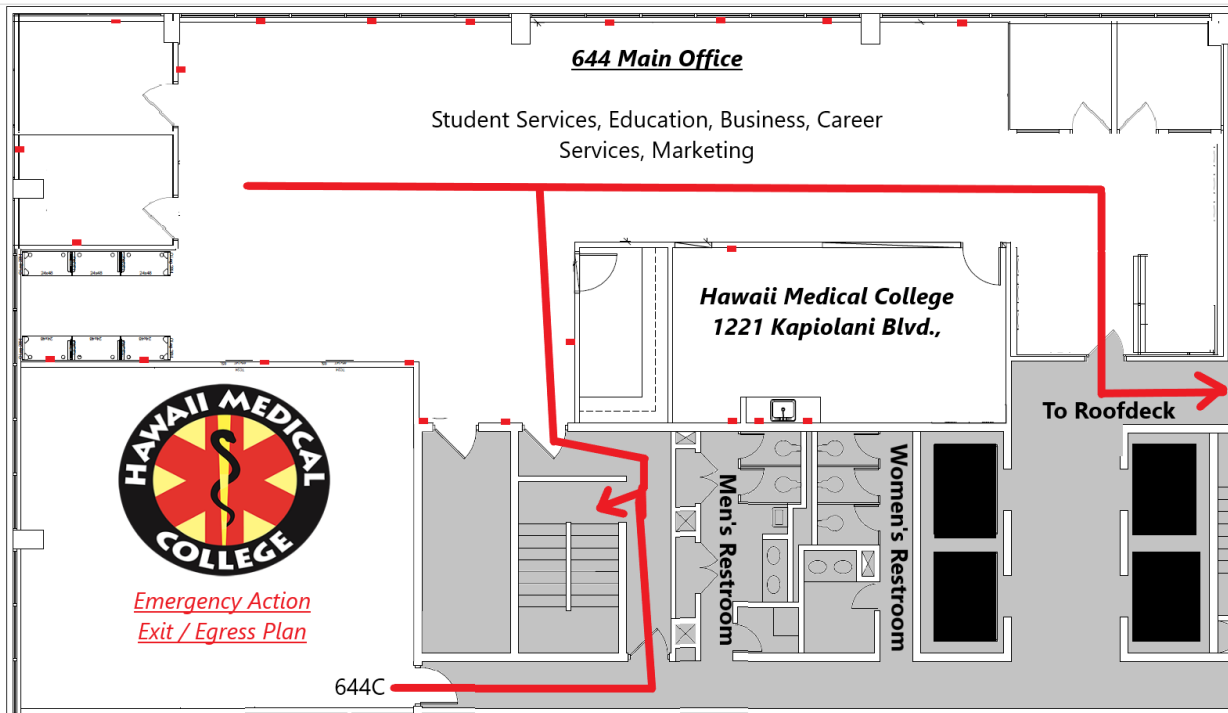 644 Main Office
Student Services, Education, Business, Career
Services, Marketing
Hawaii Medical College
1221 Kapiolani Blvd.,
To Roofdeck
HAWAII MEDICAL
COLLEGE
Emergency Action
Exit / Egress Plan
Men's Restroom
Women's Restroom
644C